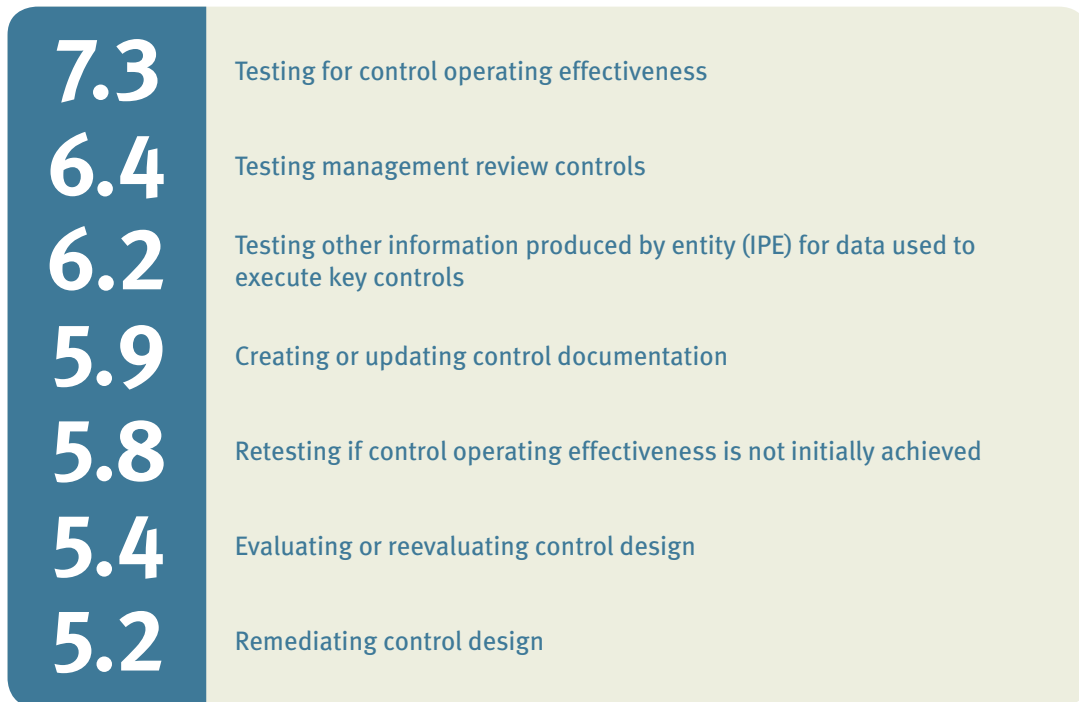 7.3
Testing for control operating effectiveness
6.4
Testing management review controls
6.2
Testing other information produced by entity (IPE) for data used to
execute key controls
5.9
Creating or updating control documentation
5.8
Retesting if control operating effectiveness is not initially achieved
5.4
Evaluating or reevaluating control design
5.2
Remediating control design